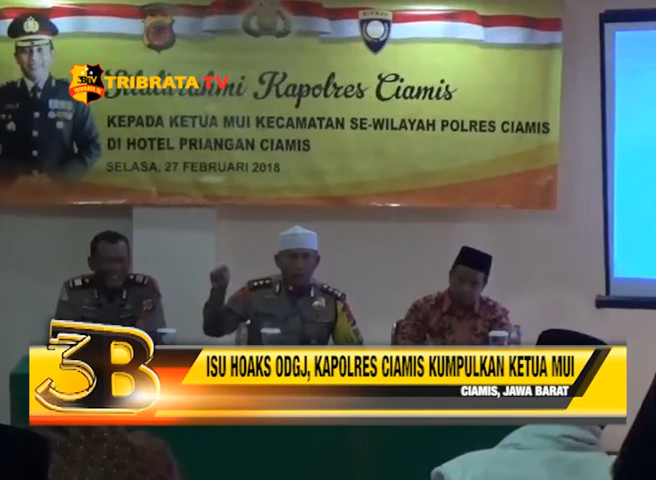 BINMAS
TRIBRATA TV
Silaturahmi Kapolres Ciamis
KEPADA KETUA MUI KECAMATAN SE-WILAYAH POLRES CIAMIS
DI HOTEL PRIANGAN CIAMIS
SELASA, 27 FEBRUARI 2018
3B
ISU HOAKS ODGJ, KAPOLRES CIAMIS KUMPULKAN KETUA MUI
CIAMIS, JAWA BARAT